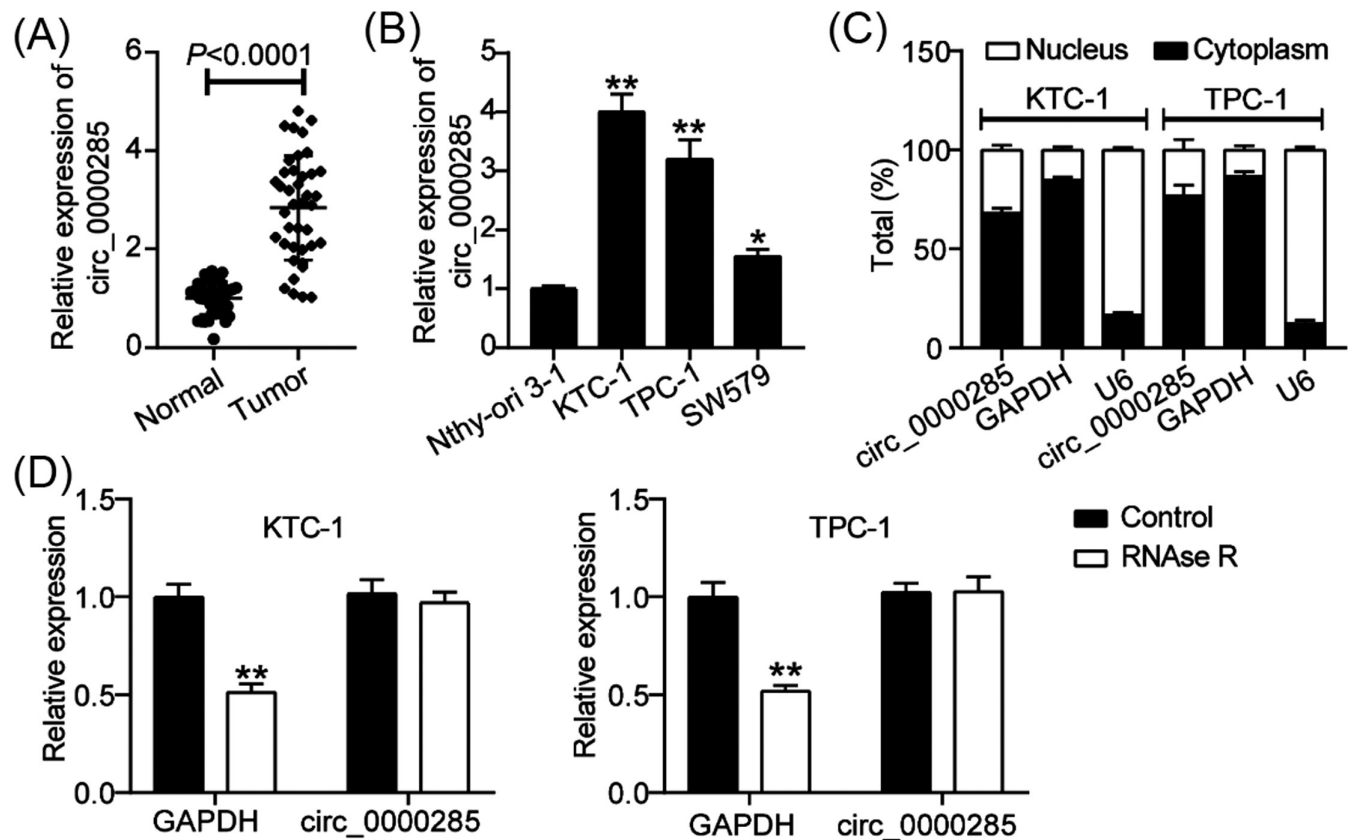 (A)
Relative expression of
circ_0000285
6
4
2
0
P<0.0001
Normal
Tumor
(B)
Relative expression of
circ_0000285
5
4
3
2
1
0
**
**
*
Nthy-ori 3-1
KTC-1
TPC-1
SW579
(C)
Total (%)
150
100
50
0
Nucleus
Cytoplasm
KTC-1
TPC-1
circ_0000285
GAPDH
U6
circ_0000285
GAPDH
U6
(D)
Relative expression
1.5
1.0
0.5
0.0
KTC-1
**
GAPDH
circ_0000285
Relative expression
1.5
1.0
0.5
0.0
TPC-1
**
GAPDH
circ_0000285
Control
RNAse R